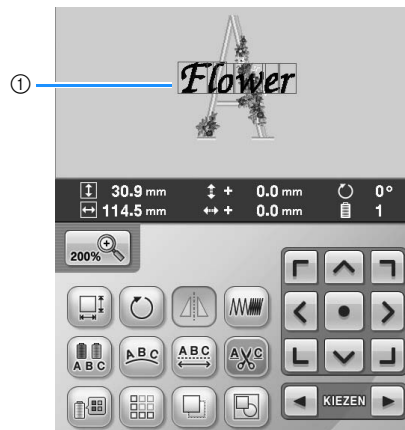 ①
A
Flower
30.9 mm + 0.0 mm 0°
114.5 mm + 0.0 mm 1
200%
ABC ABC ABC A C
KIEZEN